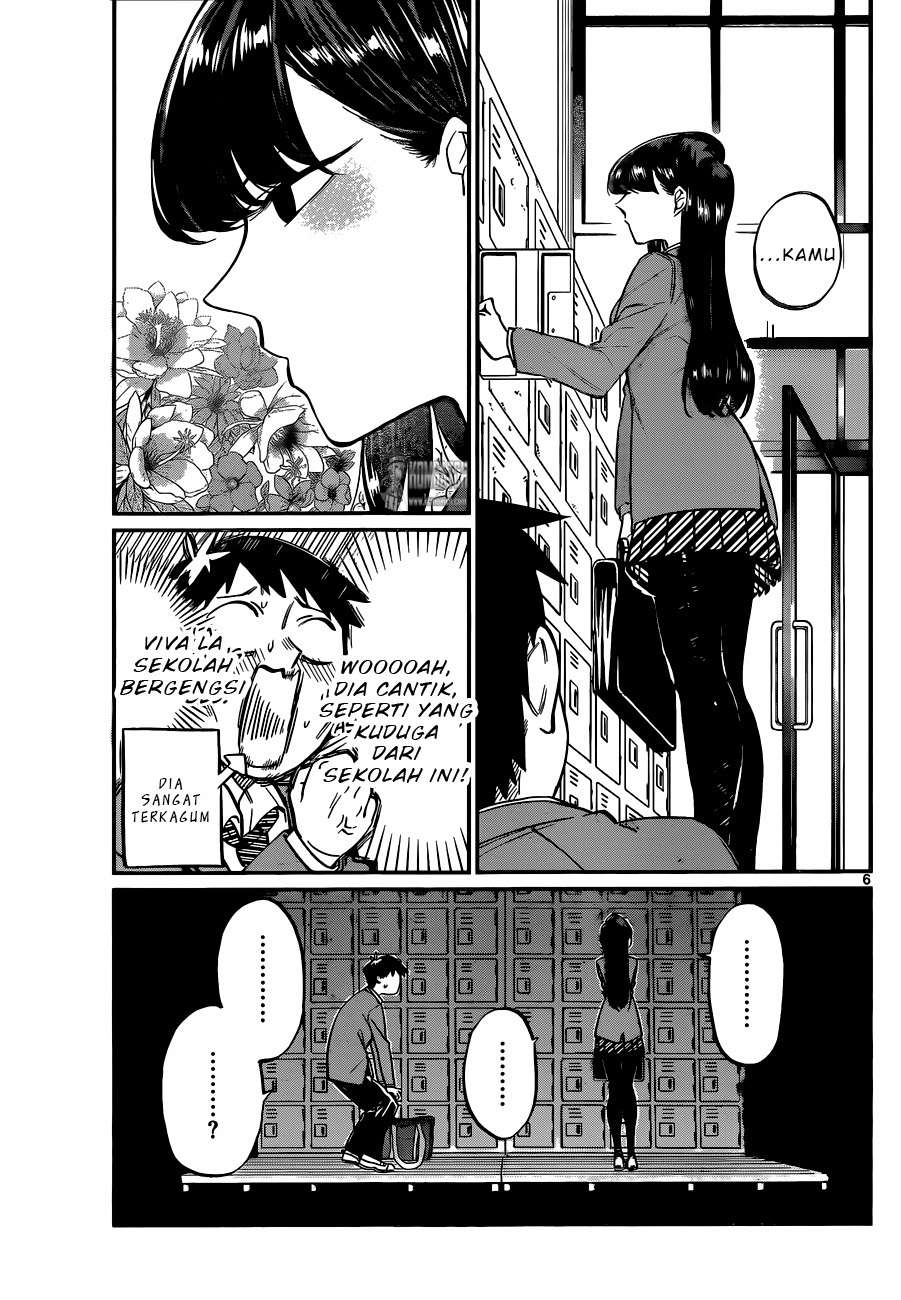 ...KAMU
WOOOOAH,
DIA CANTIK,
SEPERTI YANG
KUDUGA
DARI
SEKOLAH INI!
VIVA LA
SEKOLAH
BERGENGSI
DIA
SANGAT
TERKAGUM
6
.........
.........
.........
......?